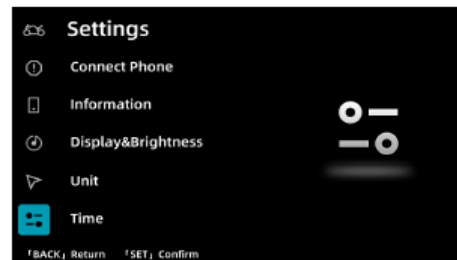 Settings
Connect Phone
Information
Display&Brightness
Unit
Time
「BACK」 Return 「SET」 Confirm